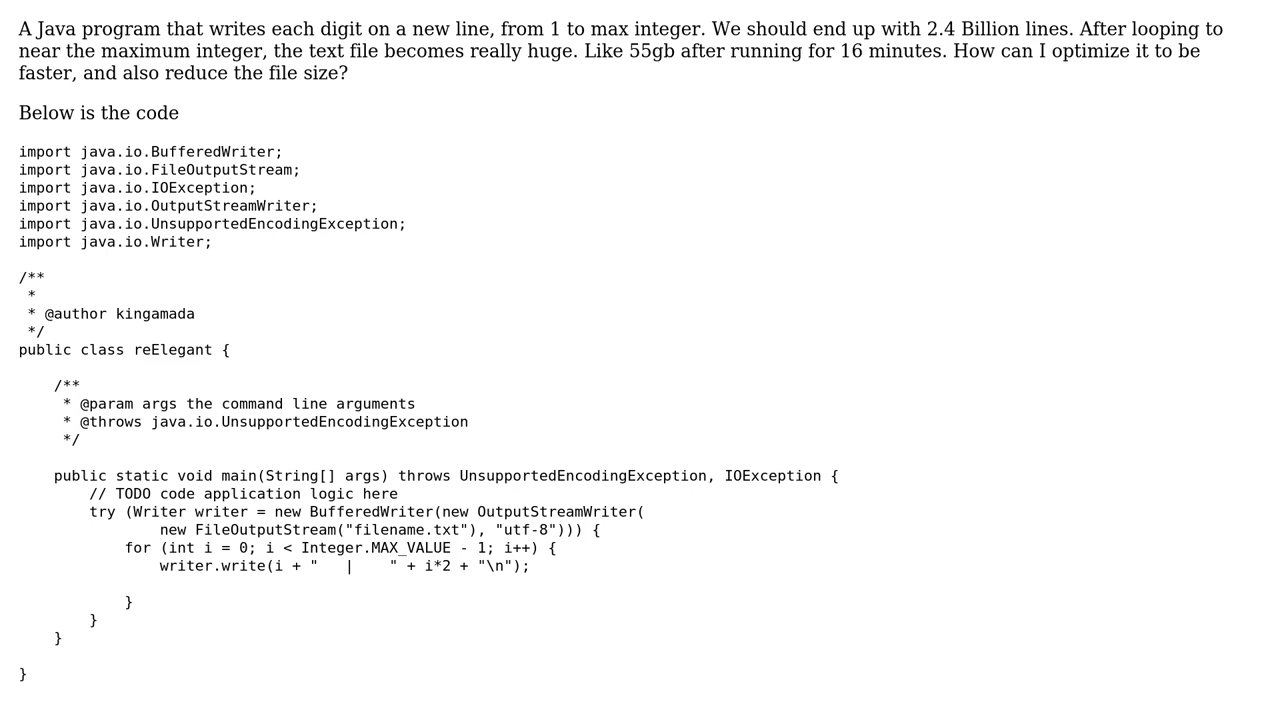 A Java program that writes each digit on a new line, from 1 to max integer. We should end up with 2.4 Billion lines. After looping to
near the maximum integer, the text file becomes really huge. Like 55gb after running for 16 minutes. How can I optimize it to be
faster, and also reduce the file size?
Below is the code
import java.io.BufferedWriter;
import java.io.FileOutputStream;
import java.io.IOException;
import java.io.OutputStreamWriter;
import java.io.UnsupportedEncodingException;
import java.io.Writer;
/**
 *
 * @author kingamada
 */
public class reElegant {
    /**
     * @param args the command line arguments
     * @throws java.io.UnsupportedEncodingException
     */
    public static void main(String[] args) throws UnsupportedEncodingException, IOException {
        // TODO code application logic here
        try (Writer writer = new BufferedWriter(new OutputStreamWriter(
                new FileOutputStream("filename.txt"), "utf-8"))) {
            for (int i = 0; i < Integer.MAX_VALUE - 1; i++) {
                writer.write(i + "   |    " + i*2 + "\n");
            }
        }
    }
}